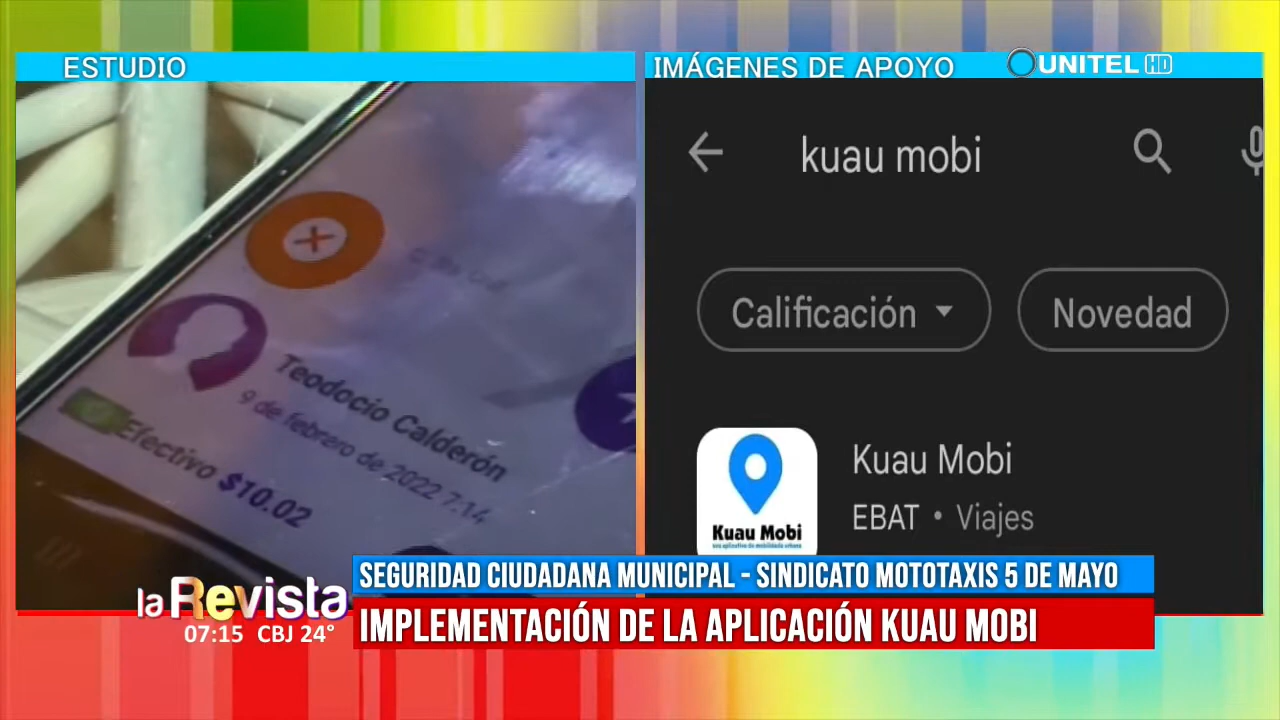 ESTUDIO
IMÁGENES DE APOYO
UNITEL HD
Teodocio Calderón
9 de febrero de 2022 7:14
Efectivo $10.02
kuau mobi
Calificación
Novedad
Kuau Mobi
EBAT • Viajes
Kuau Mobi
la Revista
07:15 CBJ 24°
SEGURIDAD CIUDADANA MUNICIPAL - SINDICATO MOTOTAXIS 5 DE MAYO
IMPLEMENTACIÓN DE LA APLICACIÓN KUAU MOBI